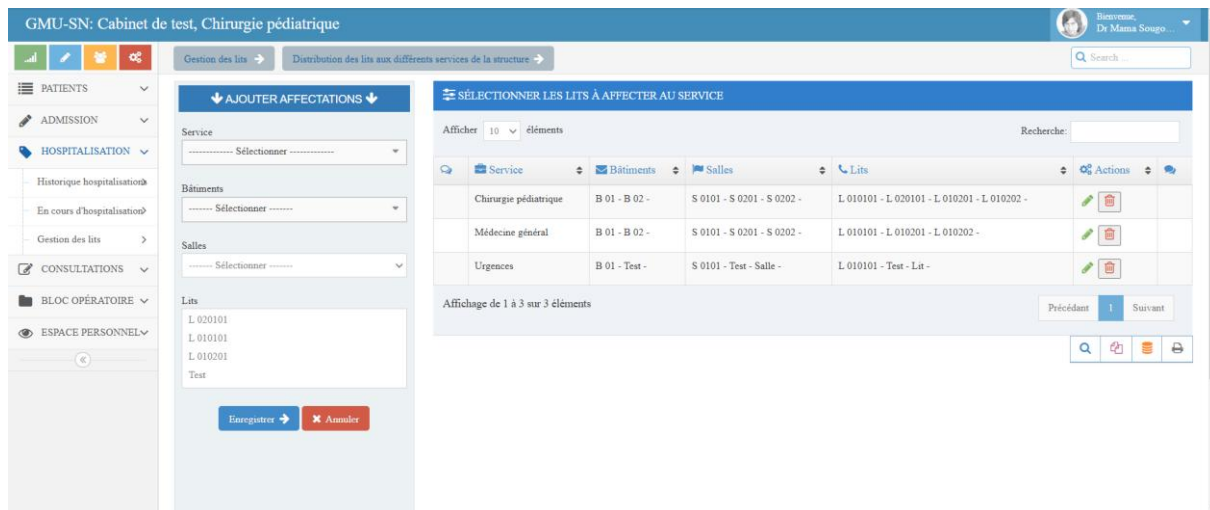 GMU-SN: Cabinet de test, Chirurgie pédiatrique
Bienvenue,
Dr Mama Sougo...
Gestion des lits
Distribution des lits aux différents services de la structure
Search ...
PATIENTS
ADMISSION
HOSPITALISATION
Historique hospitalisations
En cours d'hospitalisation
Gestion des lits
CONSULTATIONS
BLOC OPÉRATOIRE
ESPACE PERSONNEL
AJOUTER AFFECTATIONS
Service
------------- Sélectionner -------------
Bâtiments
------- Sélectionner -------
Salles
------- Sélectionner -------
Lits
L 020101
L 010101
L 010201
Test
Enregistrer
Annuler
SÉLECTIONNER LES LITS À AFFECTER AU SERVICE
Afficher 10 éléments
Recherche:
Service Bâtiments Salles Lits Actions
Chirurgie pédiatrique B 01 - B 02 - S 0101 - S 0201 - S 0202 - L 010101 - L 020101 - L 010201 - L 010202 -
Médecine général B 01 - B 02 - S 0101 - S 0201 - S 0202 - L 010101 - L 010201 - L 010202 -
Urgences B 01 - Test - S 0101 - Test - Salle - L 010101 - Test - Lit -
Affichage de 1 à 3 sur 3 éléments
Précédant 1 Suivant